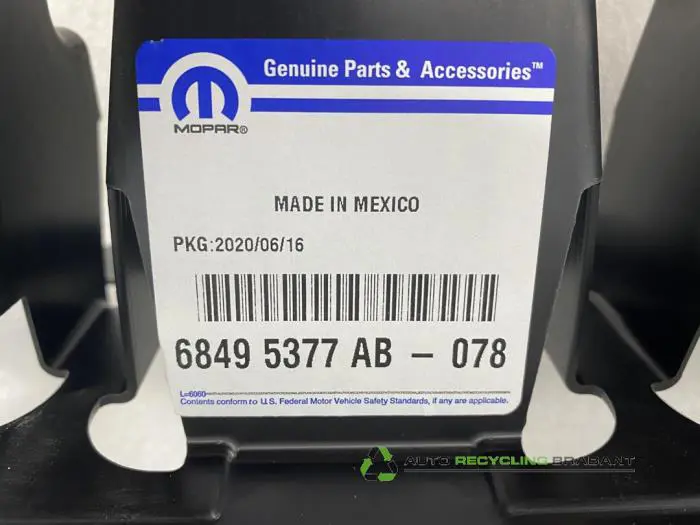 Genuine Parts & Accessories™
MOPAR®
MADE IN MEXICO
PKG:2020/06/16
6849 5377 AB – 078
L=6060
Contents conform to U.S. Federal Motor Vehicle Safety Standards, if any are applicable.
AUTO RECYCLING BRABANT